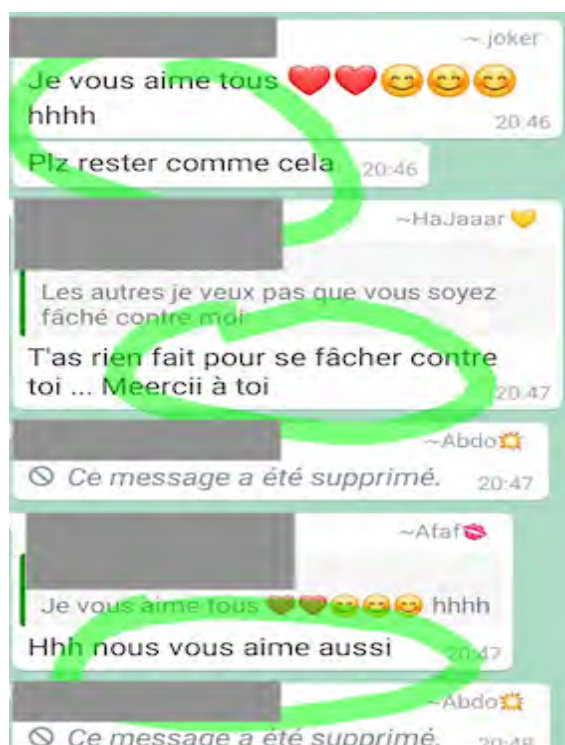 ~ joker
Je vous aime tous ❤️❤️😊😊😊
hhhh
20:46
Plz rester comme cela 20:46
~HaJaaar 💛
Les autres je veux pas que vous soyez
fâché contre moi
T'as rien fait pour se fâcher contre
toi ... Meercii à toi
20:47
~Abdo💥
🚫 Ce message a été supprimé. 20:47
~Afaf💋
Je vous aime tous ❤️❤️😊😊😊 hhhh
Hhh nous vous aime aussi 20:47
~Abdo💥
🚫 Ce message a été supprimé. 20:48